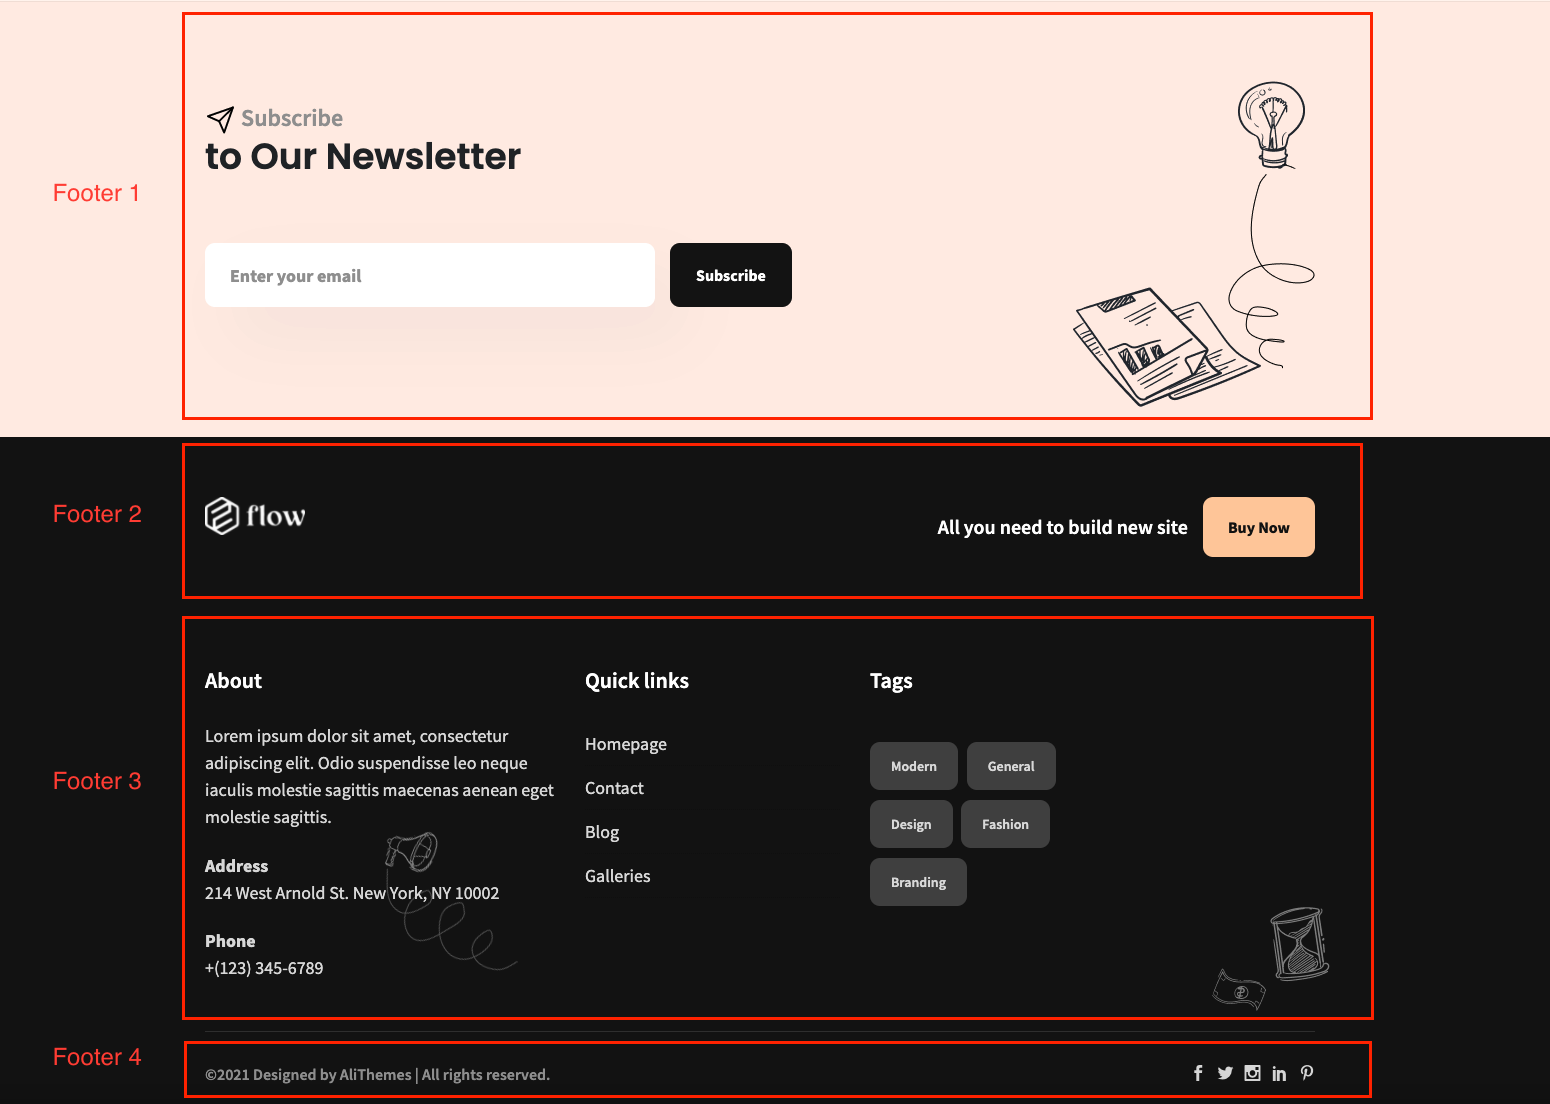 Footer 1
Subscribe
to Our Newsletter
Enter your email
Subscribe
Footer 2
flow
All you need to build new site
Buy Now
Footer 3
About
Lorem ipsum dolor sit amet, consectetur
adipiscing elit. Odio suspendisse leo neque
iaculis molestie sagittis maecenas aenean eget
molestie sagittis.
Address
214 West Arnold St. New York, NY 10002
Phone
+(123) 345-6789
Quick links
Homepage
Contact
Blog
Galleries
Tags
Modern
General
Design
Fashion
Branding
Footer 4
©2021 Designed by AliThemes | All rights reserved.